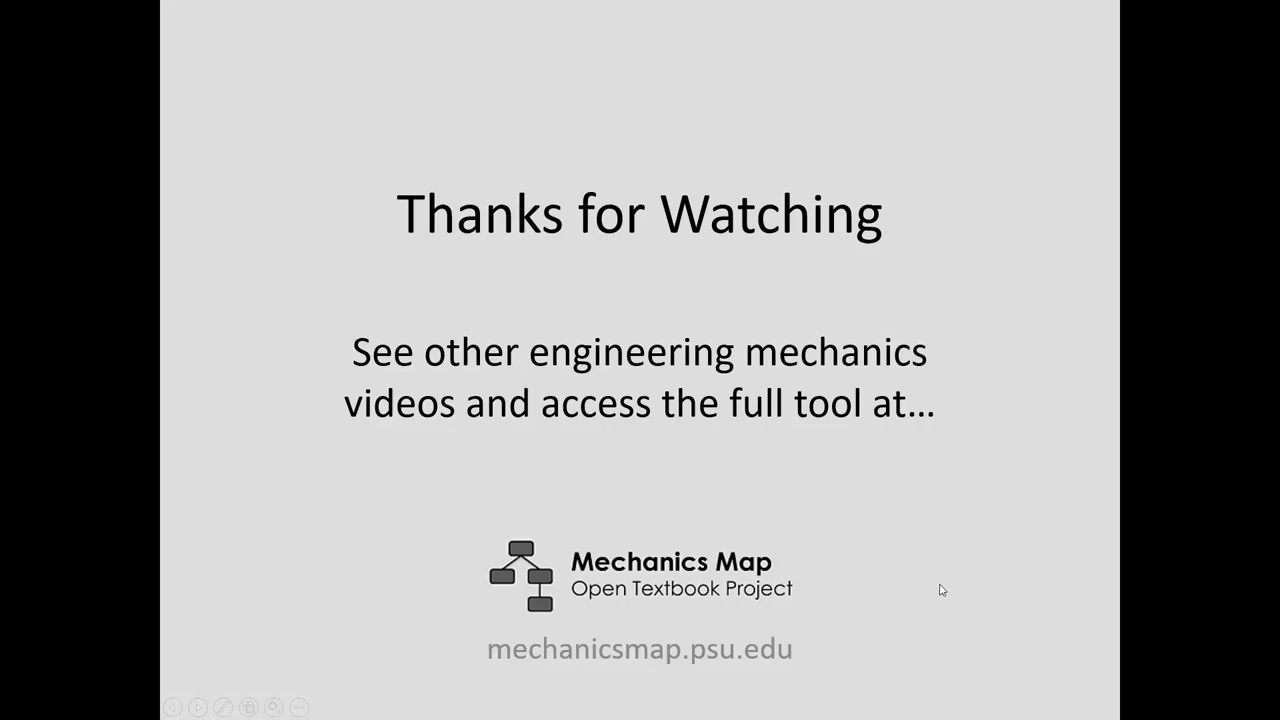 Thanks for Watching
See other engineering mechanics
videos and access the full tool at...
Mechanics Map
Open Textbook Project
mechanicsmap.psu.edu